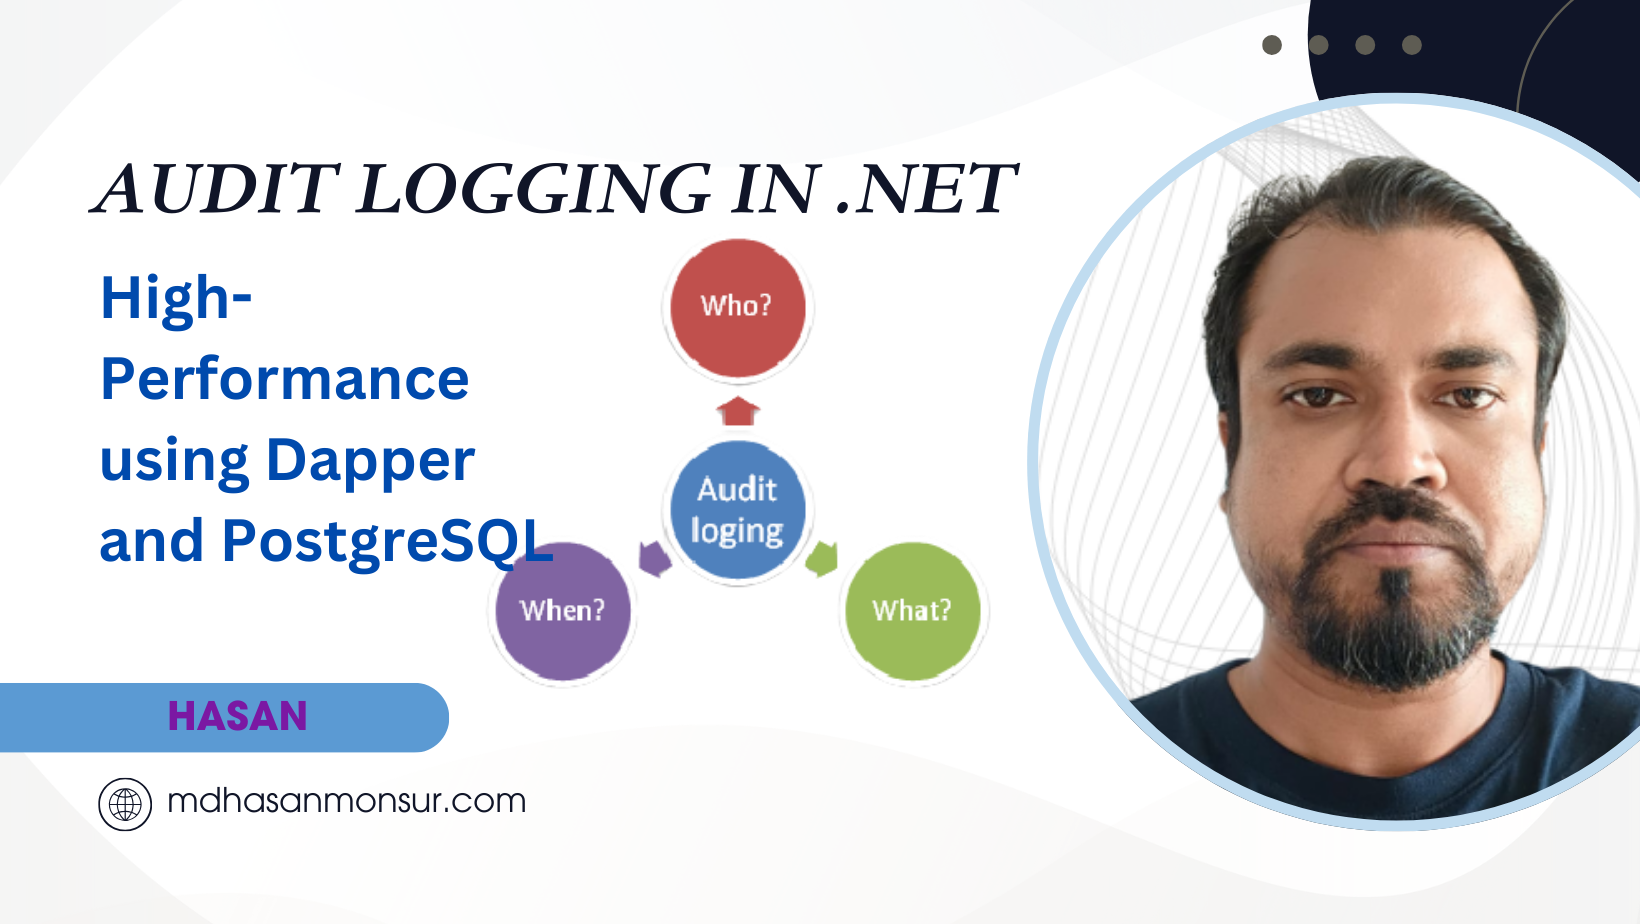 AUDIT LOGGING IN .NET
High-
Performance
using Dapper
and PostgreSQL
Who?
Audit
loging
When?
What?
HASAN
mdhasanmonsur.com